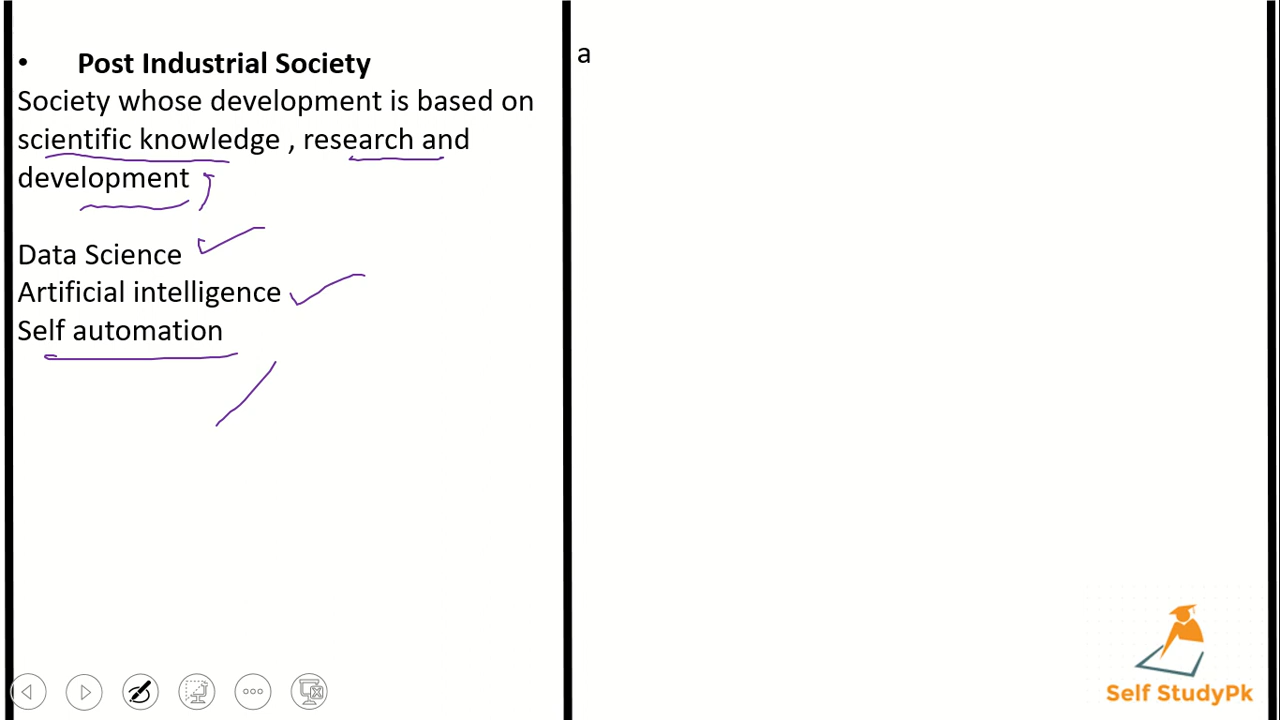 • Post Industrial Society
Society whose development is based on
scientific knowledge , research and
development
Data Science
Artificial intelligence
Self automation
a
Self StudyPk